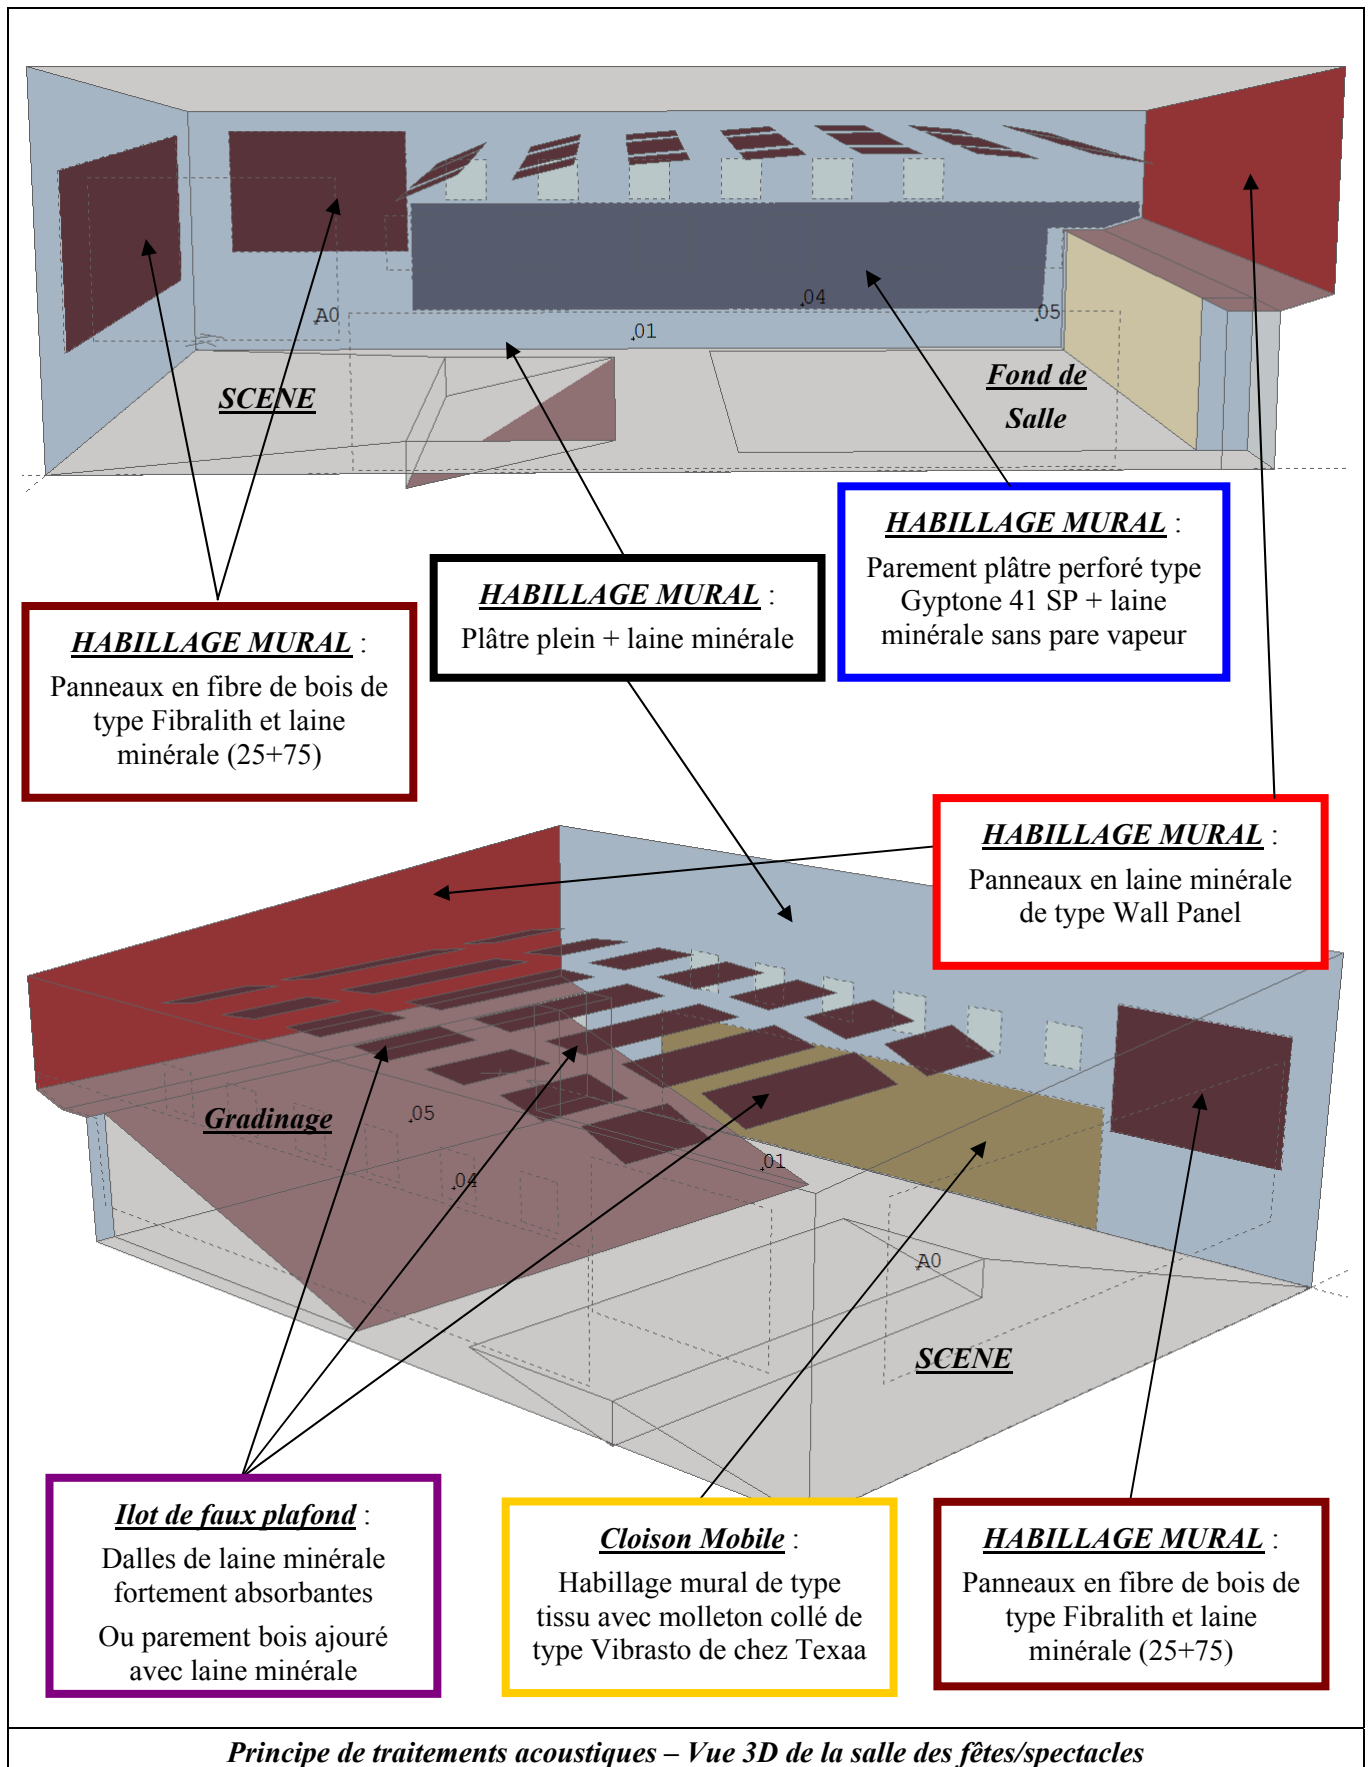 A0
01
04
05
SCENE
Fond de
Salle
HABILLAGE MURAL :
Parement plâtre perforé type
Gyptone 41 SP + laine
minérale sans pare vapeur
HABILLAGE MURAL :
Plâtre plein + laine minérale
HABILLAGE MURAL :
Panneaux en fibre de bois de
type Fibralith et laine
minérale (25+75)
HABILLAGE MURAL :
Panneaux en laine minérale
de type Wall Panel
Gradinage
05
04
01
A0
SCENE
Ilot de faux plafond :
Dalles de laine minérale
fortement absorbantes
Ou parement bois ajouré
avec laine minérale
Cloison Mobile :
Habillage mural de type
tissu avec molleton collé de
type Vibrasto de chez Texaa
HABILLAGE MURAL :
Panneaux en fibre de bois de
type Fibralith et laine
minérale (25+75)
Principe de traitements acoustiques – Vue 3D de la salle des fêtes/spectacles